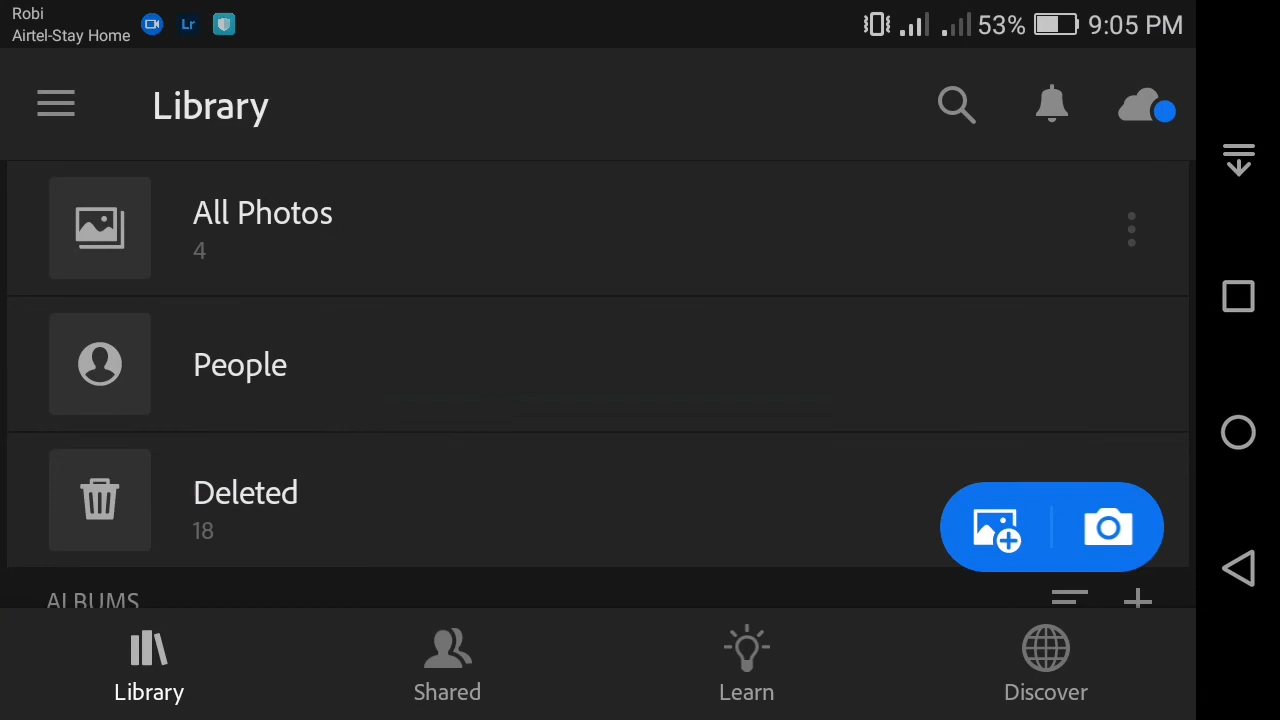 Robi
Airtel-Stay Home
Lr
53%
9:05 PM
Library
All Photos
4
People
Deleted
18
ALBUMS
Library
Shared
Learn
Discover